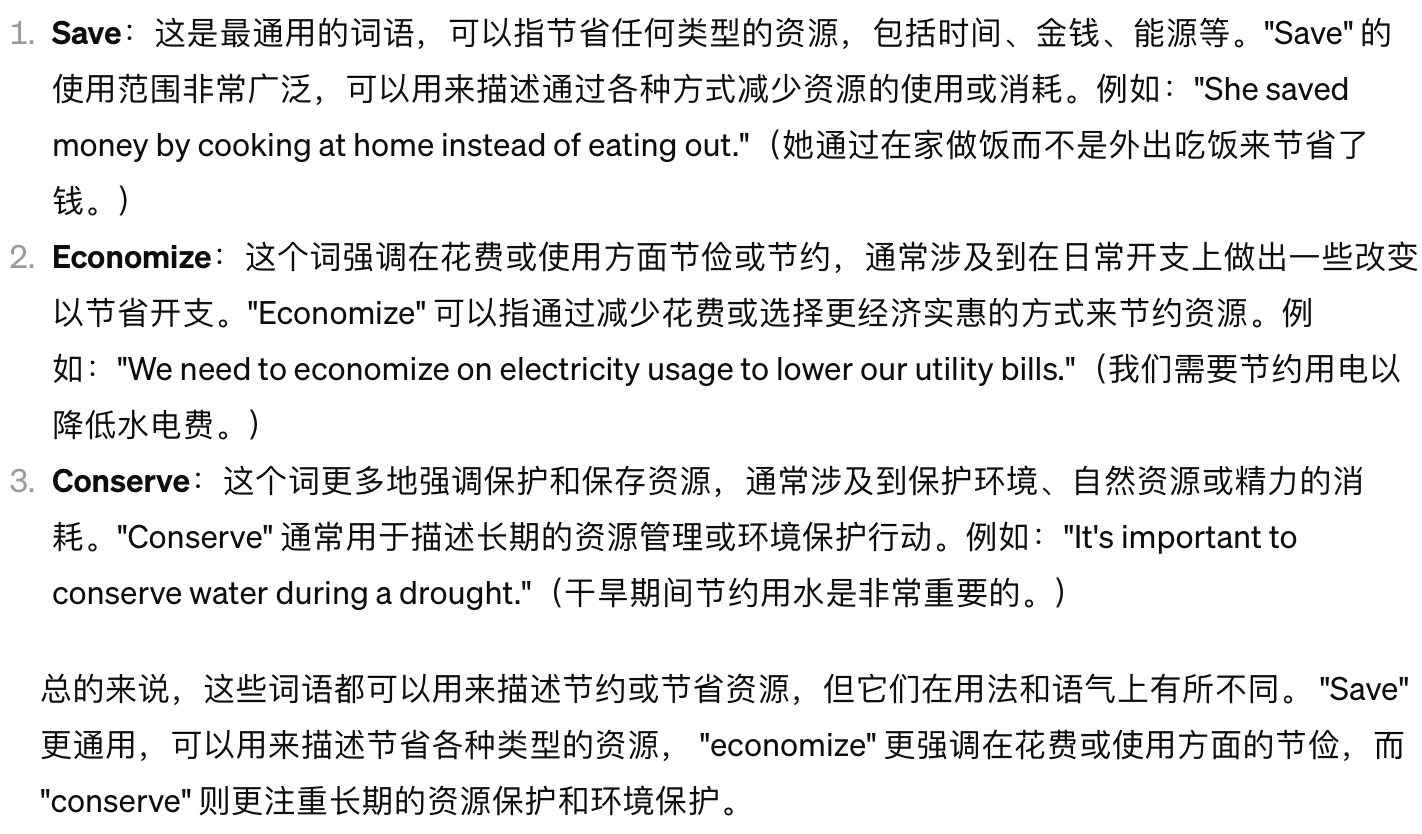 1. Save：这是最通用的词语，可以指节省任何类型的资源，包括时间、金钱、能源等。"Save" 的
使用范围非常广泛，可以用来描述通过各种方式减少资源的使用或消耗。例如："She saved
money by cooking at home instead of eating out."（她通过在家做饭而不是外出吃饭来节省了
钱。）
2. Economize：这个词强调在花费或使用方面节俭或节约，通常涉及到在日常开支上做出一些改变
以节省开支。"Economize" 可以指通过减少花费或选择更经济实惠的方式来节约资源。例
如："We need to economize on electricity usage to lower our utility bills."（我们需要节约用电以
降低水电费。）
3. Conserve：这个词更多地强调保护和保存资源，通常涉及到保护环境、自然资源或精力的消
耗。"Conserve" 通常用于描述长期的资源管理或环境保护行动。例如："It's important to
conserve water during a drought."（干旱期间节约用水是非常重要的。）
总的来说，这些词语都可以用来描述节约或节省资源，但它们在用法和语气上有所不同。 "Save"
更通用，可以用来描述节省各种类型的资源， "economize" 更强调在花费或使用方面的节俭，而
"conserve" 则更注重长期的资源保护和环境保护。